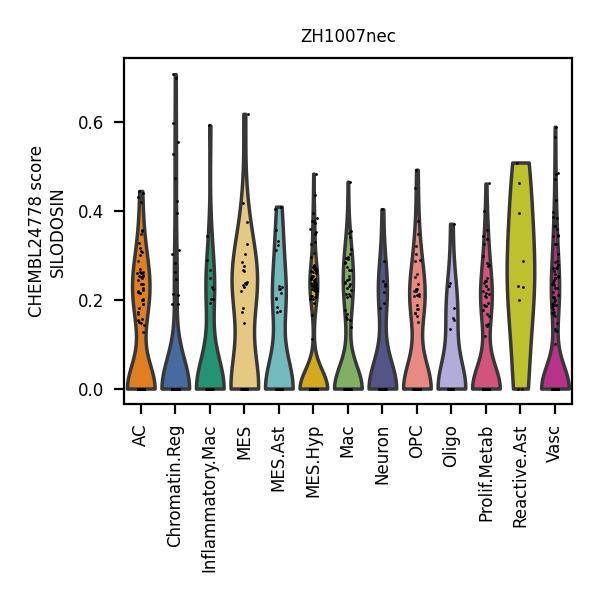 ZH1007nec
CHEMBL24778 score
SILODOSIN
0.6
0.4
0.2
0.0
AC
Chromatin.Reg
Inflammatory.Mac
MES
MES.Ast
MES.Hyp
Mac
Neuron
OPC
Oligo
Prolif.Metab
Reactive.Ast
Vasc